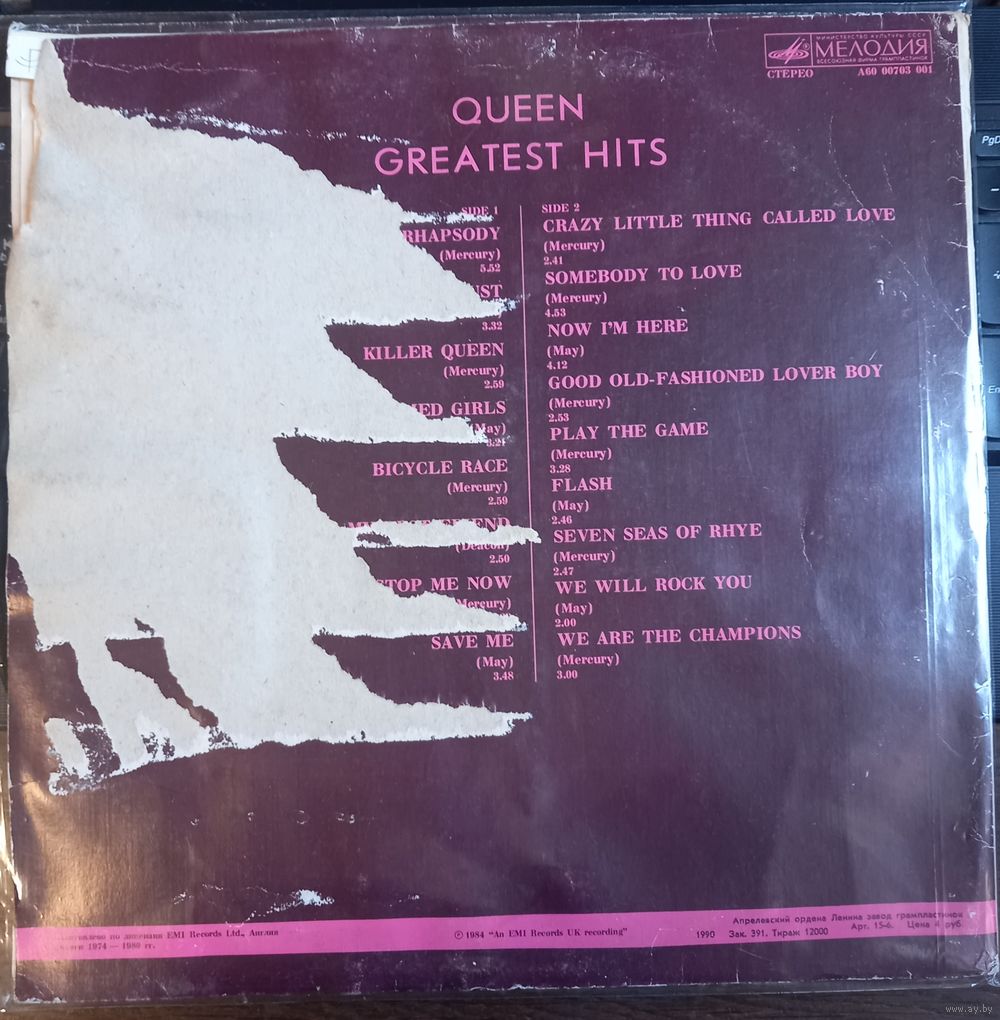 МИНИСТЕРСТВО КУЛЬТУРЫ СССР
МЕЛОДИЯ
ВСЕСОЮЗНАЯ ФИРМА ГРАМПЛАСТИНОК
СТЕРЕО А60 00703 001
QUEEN
GREATEST HITS
SIDE 1
RHAPSODY
(Mercury)
5.52
UST
3.32
KILLER QUEEN
(Mercury)
2.59
ED GIRLS
(May)
BICYCLE RACE
(Mercury)
2.59
(Deacon)
2.50
STOP ME NOW
(Mercury)
SAVE ME
(May)
3.48
SIDE 2
CRAZY LITTLE THING CALLED LOVE
(Mercury)
2.41
SOMEBODY TO LOVE
(Mercury)
4.53
NOW I'M HERE
(May)
4.12
GOOD OLD-FASHIONED LOVER BOY
(Mercury)
2.53
PLAY THE GAME
(Mercury)
3.28
FLASH
(May)
2.46
SEVEN SEAS OF RHYE
(Mercury)
2.47
WE WILL ROCK YOU
(May)
2.00
WE ARE THE CHAMPIONS
(Mercury)
3.00
по лицензии EMI Records Ltd., Англия
1974 — 1980 гг.
℗ 1984 "An EMI Records UK recording"
Апрелевский ордена Ленина завод грампластинок
1990 Зак. 391. Тираж 12000 Арт. 15-6. Цена 4 руб.
PgD
www.ay.by